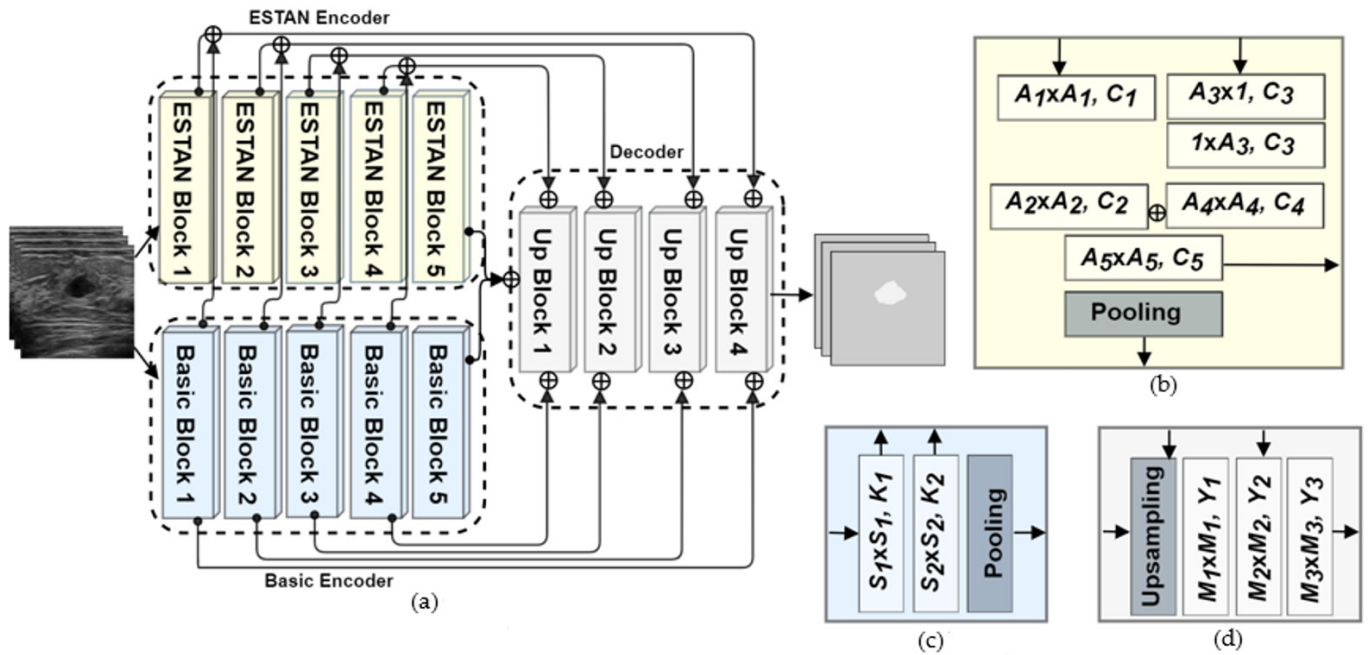 ESTAN Encoder
ESTAN Block 1
ESTAN Block 2
ESTAN Block 3
ESTAN Block 4
ESTAN Block 5
Basic Block 1
Basic Block 2
Basic Block 3
Basic Block 4
Basic Block 5
Basic Encoder
Decoder
Up Block 1
Up Block 2
Up Block 3
Up Block 4
(a)
A1xA1, C1
A3x1, C3
1xA3, C3
A2xA2, C2
A4xA4, C4
A5xA5, C5
Pooling
(b)
S1xS1, K1
S2xS2, K2
Pooling
(c)
Upsampling
M1xM1, Y1
M2xM2, Y2
M3xM3, Y3
(d)